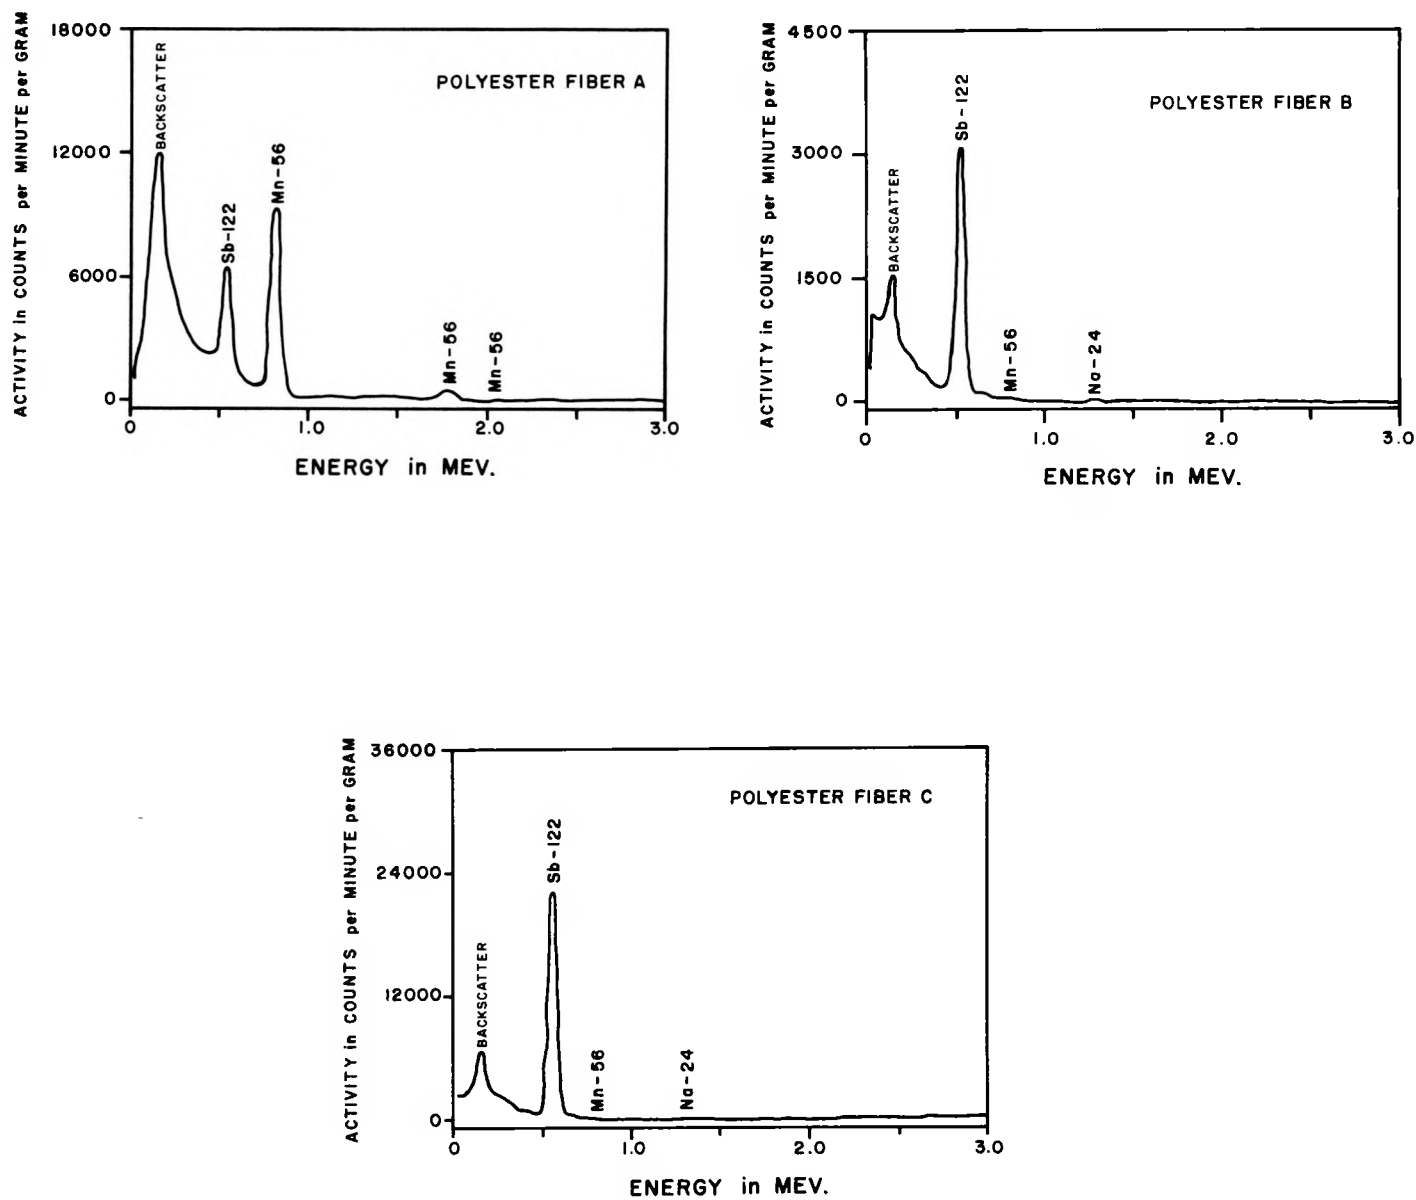 ACTIVITY in COUNTS per MINUTE per GRAM
18000
12000
6000
0
BACKSCATTER
Sb-122
Mn-56
Mn-56
Mn-56
POLYESTER FIBER A
0
1.0
2.0
3.0
ENERGY in MEV.
ACTIVITY in COUNTS per MINUTE per GRAM
4500
3000
1500
0
BACKSCATTER
Sb-122
Mn-56
Na-24
POLYESTER FIBER B
0
1.0
2.0
3.0
ENERGY in MEV.
ACTIVITY in COUNTS per MINUTE per GRAM
36000
24000
12000
0
BACKSCATTER
Sb-122
Mn-56
Na-24
POLYESTER FIBER C
0
1.0
2.0
3.0
ENERGY in MEV.